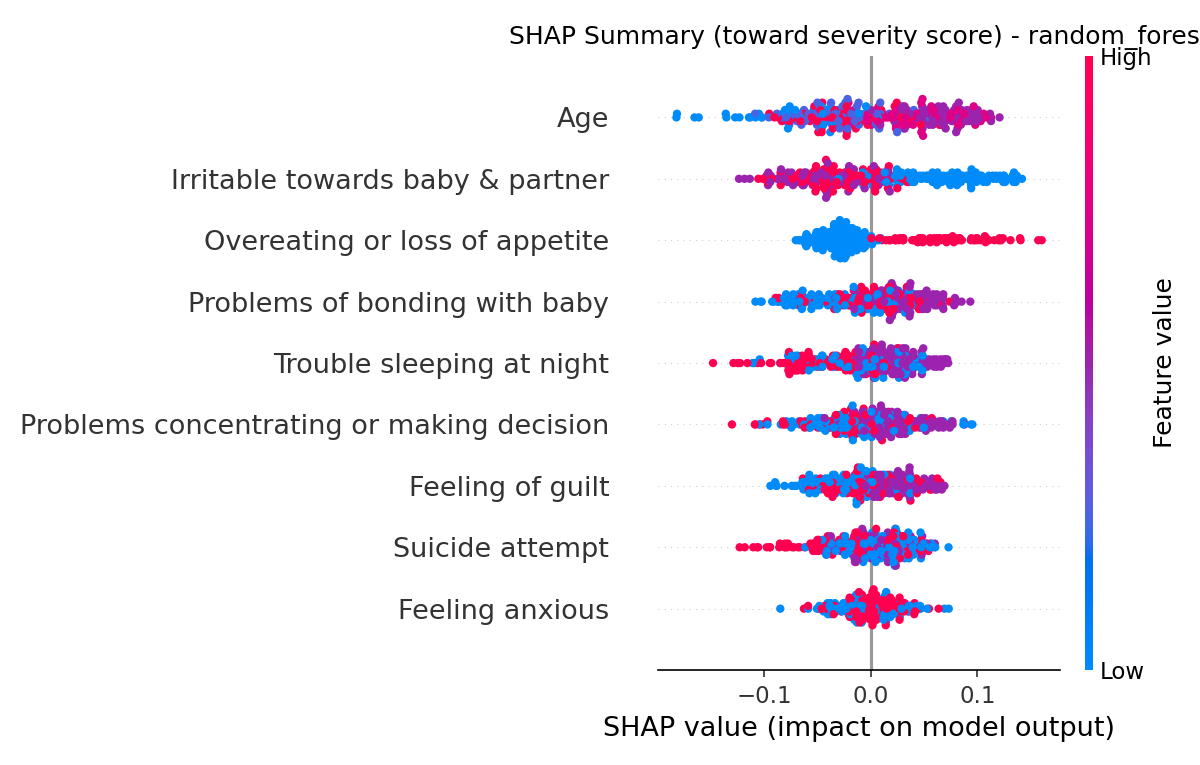 SHAP Summary (toward severity score) - random_fores
High
Age
Irritable towards baby & partner
Overeating or loss of appetite
Problems of bonding with baby
Trouble sleeping at night
Problems concentrating or making decision
Feeling of guilt
Suicide attempt
Feeling anxious
Feature value
Low
−0.1 0.0 0.1
SHAP value (impact on model output)